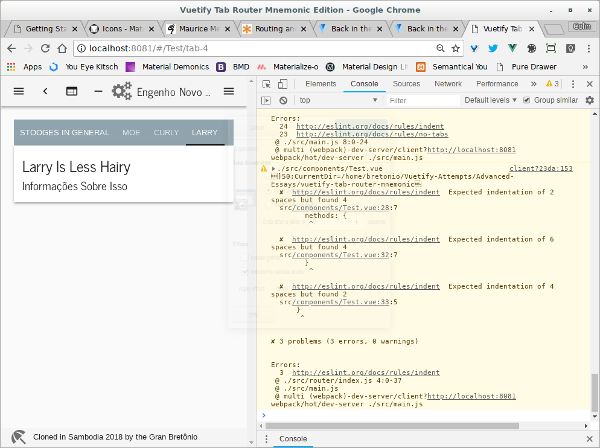 Vuetify Tab Router Mnemonic Edition - Google Chrome
Getting Sta
Icons - Mat
Maurice Me
Routing an
Back in the
Back in the
Vuetify Tab
Colin
localhost:8081/#/Test/tab-4
Apps
You Eye Kitsch
Material Demonics
BMD
Materialize-o
Material Design Li
Semantical You
Pure Drawer
Elements
Console
Sources
Network
Performance
3
top
Filter
Default levels
Group similar
Engenho Novo ..
STOOGES IN GENERAL
MOE
CURLY
LARRY
Larry Is Less Hairy
Informações Sobre Isso
Errors:
24 http://eslint.org/docs/rules/indent
23 http://eslint.org/docs/rules/no-tabs
@ ./src/main.js 8:0-24
@ multi (webpack)-dev-server/client?http://localhost:8081
webpack/hot/dev-server ./src/main.js
./src/components/Test.vue client?23da:153
50:CurrentDir=/home/bretonio/Vuetify-Attempts/Advanced-
Essays/vuetify-tab-router-mnemonic
✘ http://eslint.org/docs/rules/indent Expected indentation of 2
spaces but found 4
src/components/Test.vue:28:7
methods: {
^
✘ http://eslint.org/docs/rules/indent Expected indentation of 6
spaces but found 4
src/components/Test.vue:32:7
}
^
✘ http://eslint.org/docs/rules/indent Expected indentation of 4
spaces but found 2
src/components/Test.vue:33:5
}
^
✘ 3 problems (3 errors, 0 warnings)
Errors:
3 http://eslint.org/docs/rules/indent
@ ./src/router/index.js 4:0-37
@ ./src/main.js
@ multi (webpack)-dev-server/client?http://localhost:8081
webpack/hot/dev-server ./src/main.js
Cloned in Sambodia 2018 by the Gran Bretônio
Console